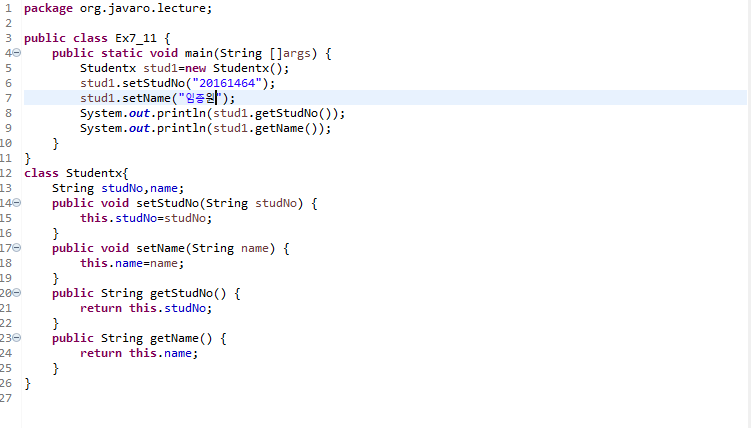 1 package org.javaro.lecture;
2
3 public class Ex7_11 {
4 public static void main(String []args) {
5 Studentx stud1=new Studentx();
6 stud1.setStudNo("20161464");
7 stud1.setName("임종원");
8 System.out.println(stud1.getStudNo());
9 System.out.println(stud1.getName());
10 }
11 }
12 class Studentx{
13 String studNo,name;
14 public void setStudNo(String studNo) {
15 this.studNo=studNo;
16 }
17 public void setName(String name) {
18 this.name=name;
19 }
20 public String getStudNo() {
21 return this.studNo;
22 }
23 public String getName() {
24 return this.name;
25 }
26 }
27